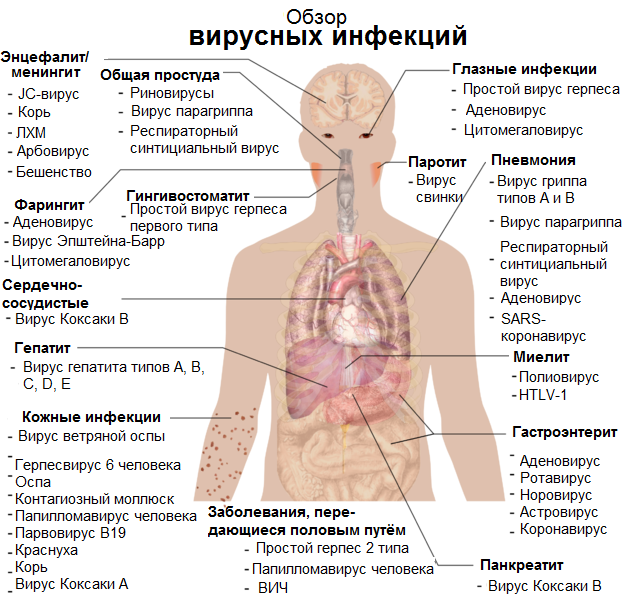 Обзор
вирусных инфекций
Энцефалит/
менингит
- JC-вирус
- Корь
- ЛХМ
- Арбовирус
- Бешенство
Общая простуда
- Риновирусы
- Вирус парагриппа
- Респираторный
синтициальный вирус
Глазные инфекции
- Простой вирус герпеса
- Аденовирус
- Цитомегаловирус
Паротит
- Вирус
свинки
Пневмония
- Вирус гриппа
типов А и В
- Вирус парагриппа
- Респираторный
синтициальный
вирус
- Аденовирус
- SARS-
коронавирус
Фарингит
- Аденовирус
- Вирус Эпштейна-Барр
- Цитомегаловирус
Гингивостоматит
- Простой вирус герпеса
первого типа
Сердечно-
сосудистые
- Вирус Коксаки В
Гепатит
- Вирус гепатита типов А, В,
С, D, E
Миелит
- Полиовирус
- HTLV-1
Кожные инфекции
- Вирус ветряной оспы
- Герпесвирус 6 человека
- Оспа
- Контагиозный моллюск
- Папилломавирус человека
- Парвовирус В19
- Краснуха
- Корь
- Вирус Коксаки А
Гастроэнтерит
- Аденовирус
- Ротавирус
- Норовирус
- Астровирус
- Коронавирус
Заболевания, пере-
дающиеся половым путём
- Простой герпес 2 типа
- Папилломавирус человека
- ВИЧ
Панкреатит
- Вирус Коксаки В